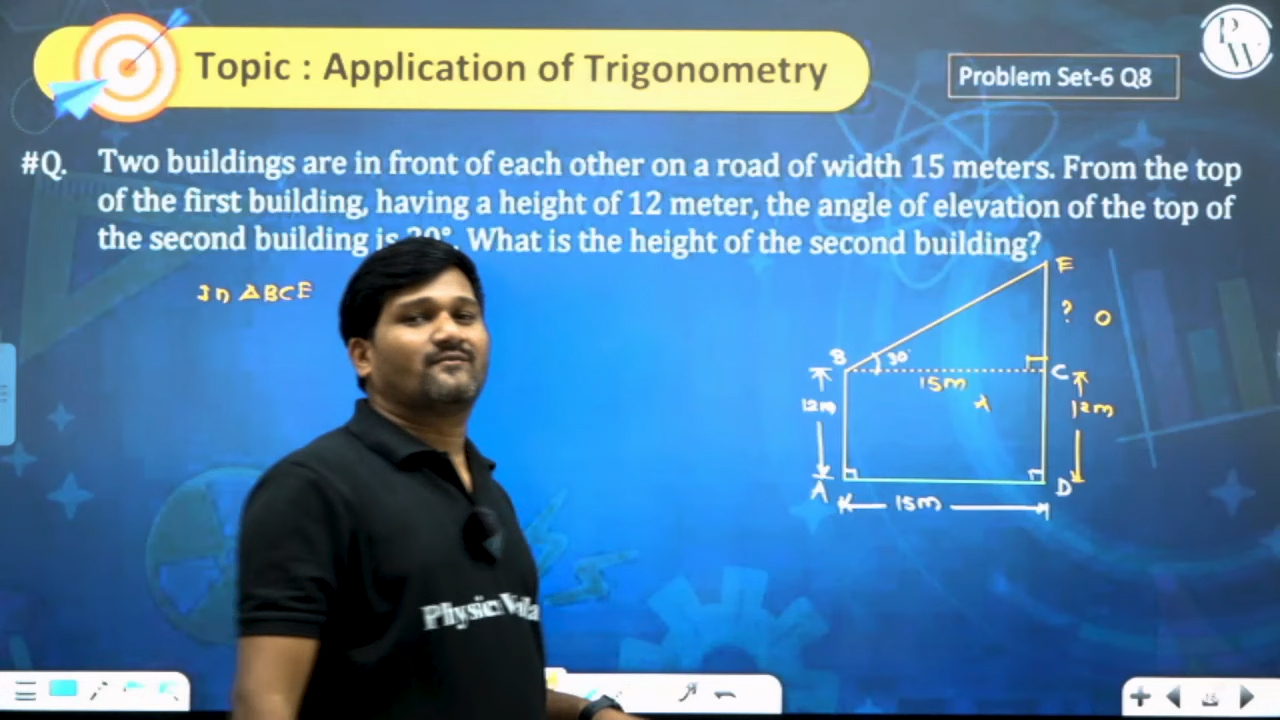 Topic : Application of Trigonometry
Problem Set-6 Q8
PW
#Q. Two buildings are in front of each other on a road of width 15 meters. From the top
of the first building, having a height of 12 meter, the angle of elevation of the top of
the second building is 30°. What is the height of the second building?
In ΔBCE
E
? O
B 30°
C
15m
A
12m
12m
A
D
15m
Physics Walla